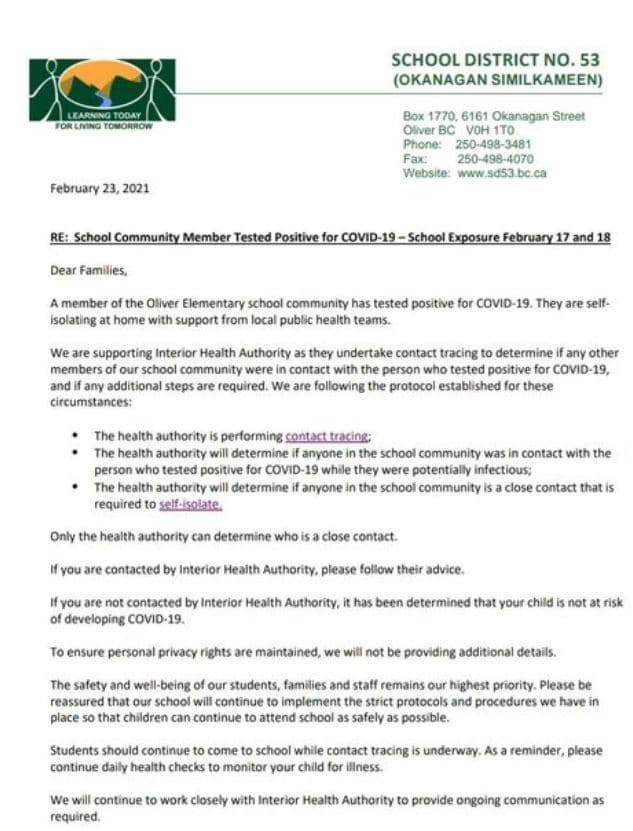 SCHOOL DISTRICT NO. 53
(OKANAGAN SIMILKAMEEN)
LEARNING TODAY
FOR LIVING TOMORROW
Box 1770, 6161 Okanagan Street
Oliver BC V0H 1T0
Phone: 250-498-3481
Fax: 250-498-4070
Website: www.sd53.bc.ca
February 23, 2021
RE: School Community Member Tested Positive for COVID-19 – School Exposure February 17 and 18
Dear Families,
A member of the Oliver Elementary school community has tested positive for COVID-19. They are self-
isolating at home with support from local public health teams.
We are supporting Interior Health Authority as they undertake contact tracing to determine if any other
members of our school community were in contact with the person who tested positive for COVID-19,
and if any additional steps are required. We are following the protocol established for these
circumstances:
• The health authority is performing contact tracing;
• The health authority will determine if anyone in the school community was in contact with the
person who tested positive for COVID-19 while they were potentially infectious;
• The health authority will determine if anyone in the school community is a close contact that is
required to self-isolate.
Only the health authority can determine who is a close contact.
If you are contacted by Interior Health Authority, please follow their advice.
If you are not contacted by Interior Health Authority, it has been determined that your child is not at risk
of developing COVID-19.
To ensure personal privacy rights are maintained, we will not be providing additional details.
The safety and well-being of our students, families and staff remains our highest priority. Please be
reassured that our school will continue to implement the strict protocols and procedures we have in
place so that children can continue to attend school as safely as possible.
Students should continue to come to school while contact tracing is underway. As a reminder, please
continue daily health checks to monitor your child for illness.
We will continue to work closely with Interior Health Authority to provide ongoing communication as
required.